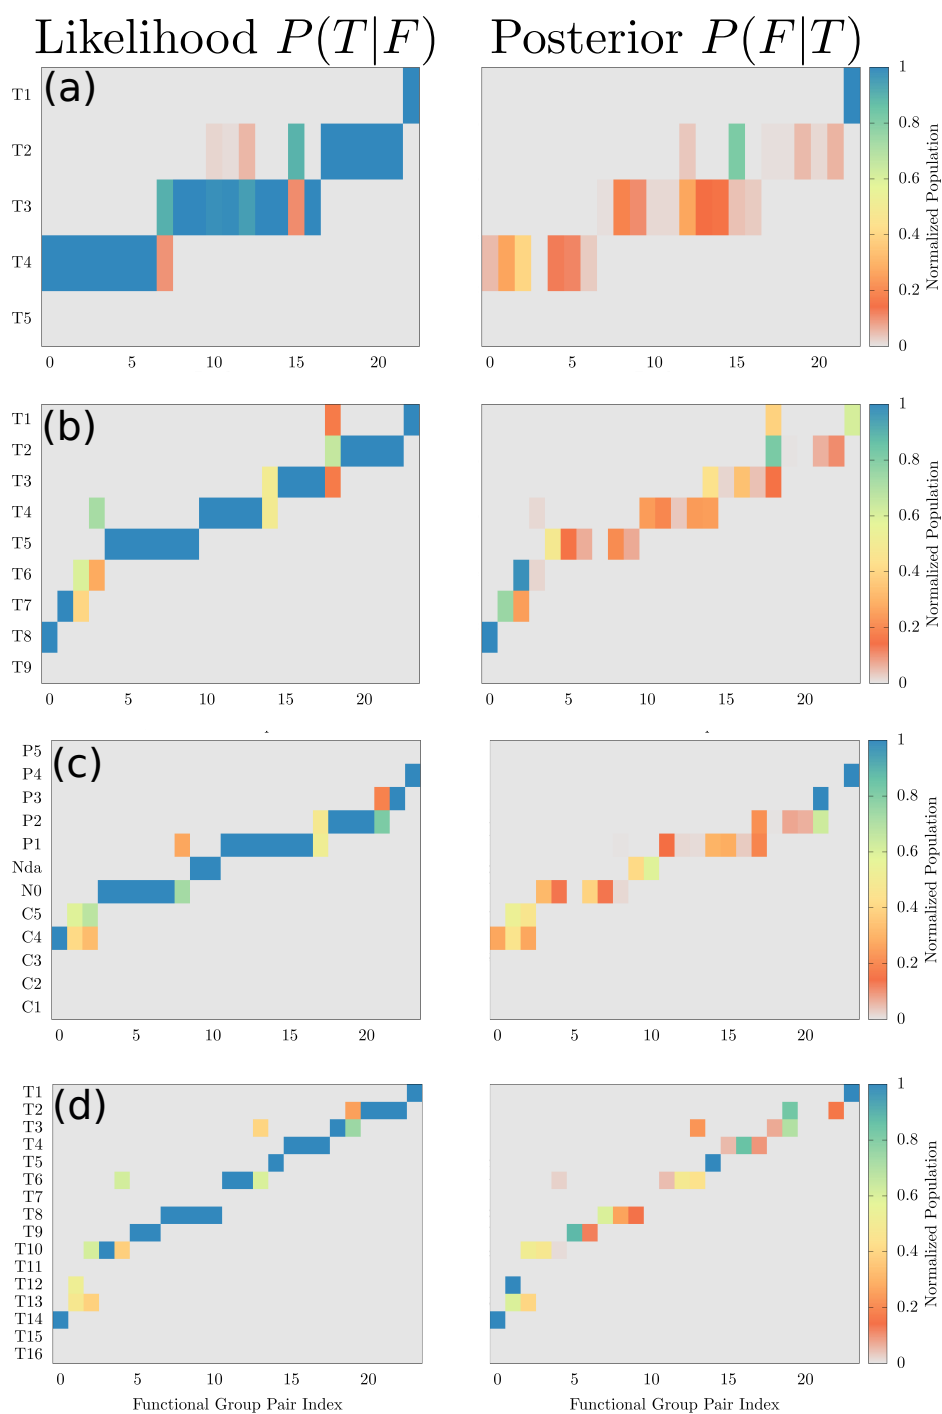 Likelihood P(T|F)
Posterior P(F|T)
(a)
T1
T2
T3
T4
T5
0 5 10 15 20
0 5 10 15 20
1
0.8
0.6
0.4
0.2
0
Normalized Population
(b)
T1
T2
T3
T4
T5
T6
T7
T8
T9
0 5 10 15 20
0 5 10 15 20
1
0.8
0.6
0.4
0.2
0
Normalized Population
(c)
P5
P4
P3
P2
P1
Nda
N0
C5
C4
C3
C2
C1
0 5 10 15 20
0 5 10 15 20
1
0.8
0.6
0.4
0.2
0
Normalized Population
(d)
T1
T2
T3
T4
T5
T6
T7
T8
T9
T10
T11
T12
T13
T14
T15
T16
0 5 10 15 20
Functional Group Pair Index
0 5 10 15 20
Functional Group Pair Index
1
0.8
0.6
0.4
0.2
0
Normalized Population